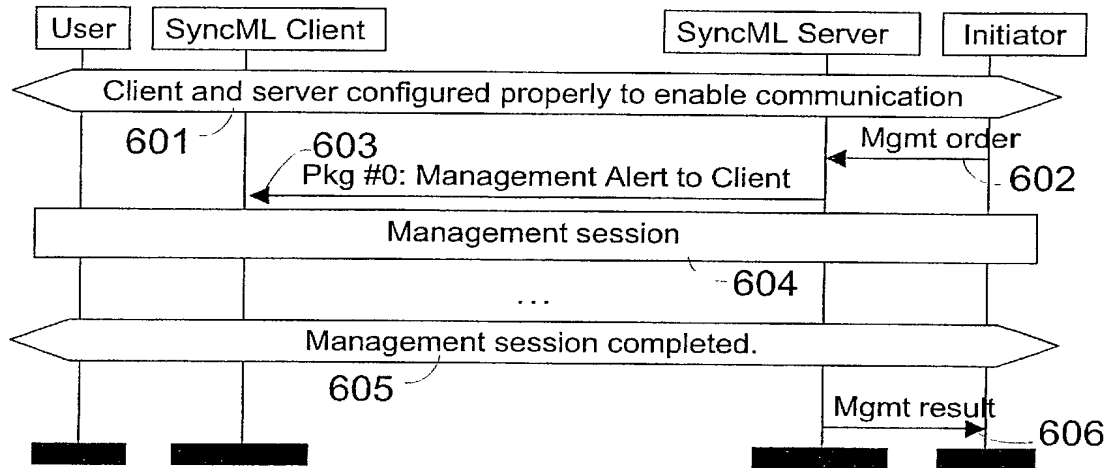 User
SyncML Client
SyncML Server
Initiator
Client and server configured properly to enable communication
601
603
Mgmt order
602
Pkg #0: Management Alert to Client
Management session
604
...
Management session completed.
605
Mgmt result
606